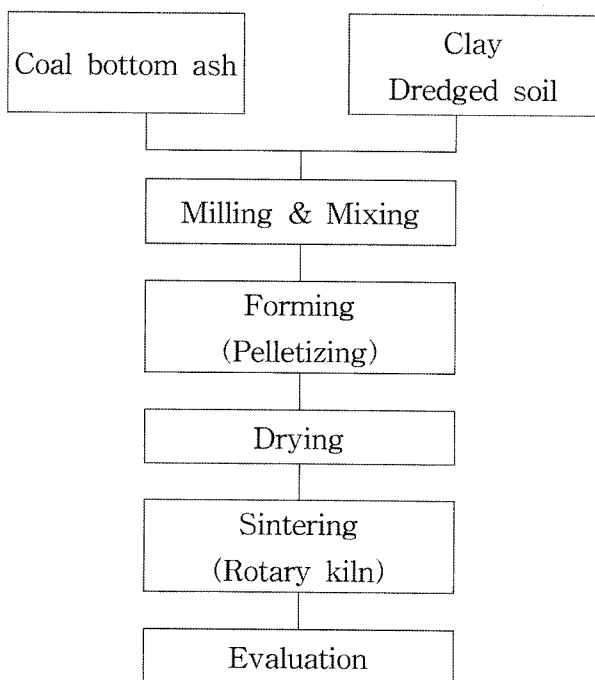 Coal bottom ash
Clay
Dredged soil
Milling & Mixing
Forming
(Pelletizing)
Drying
Sintering
(Rotary kiln)
Evaluation